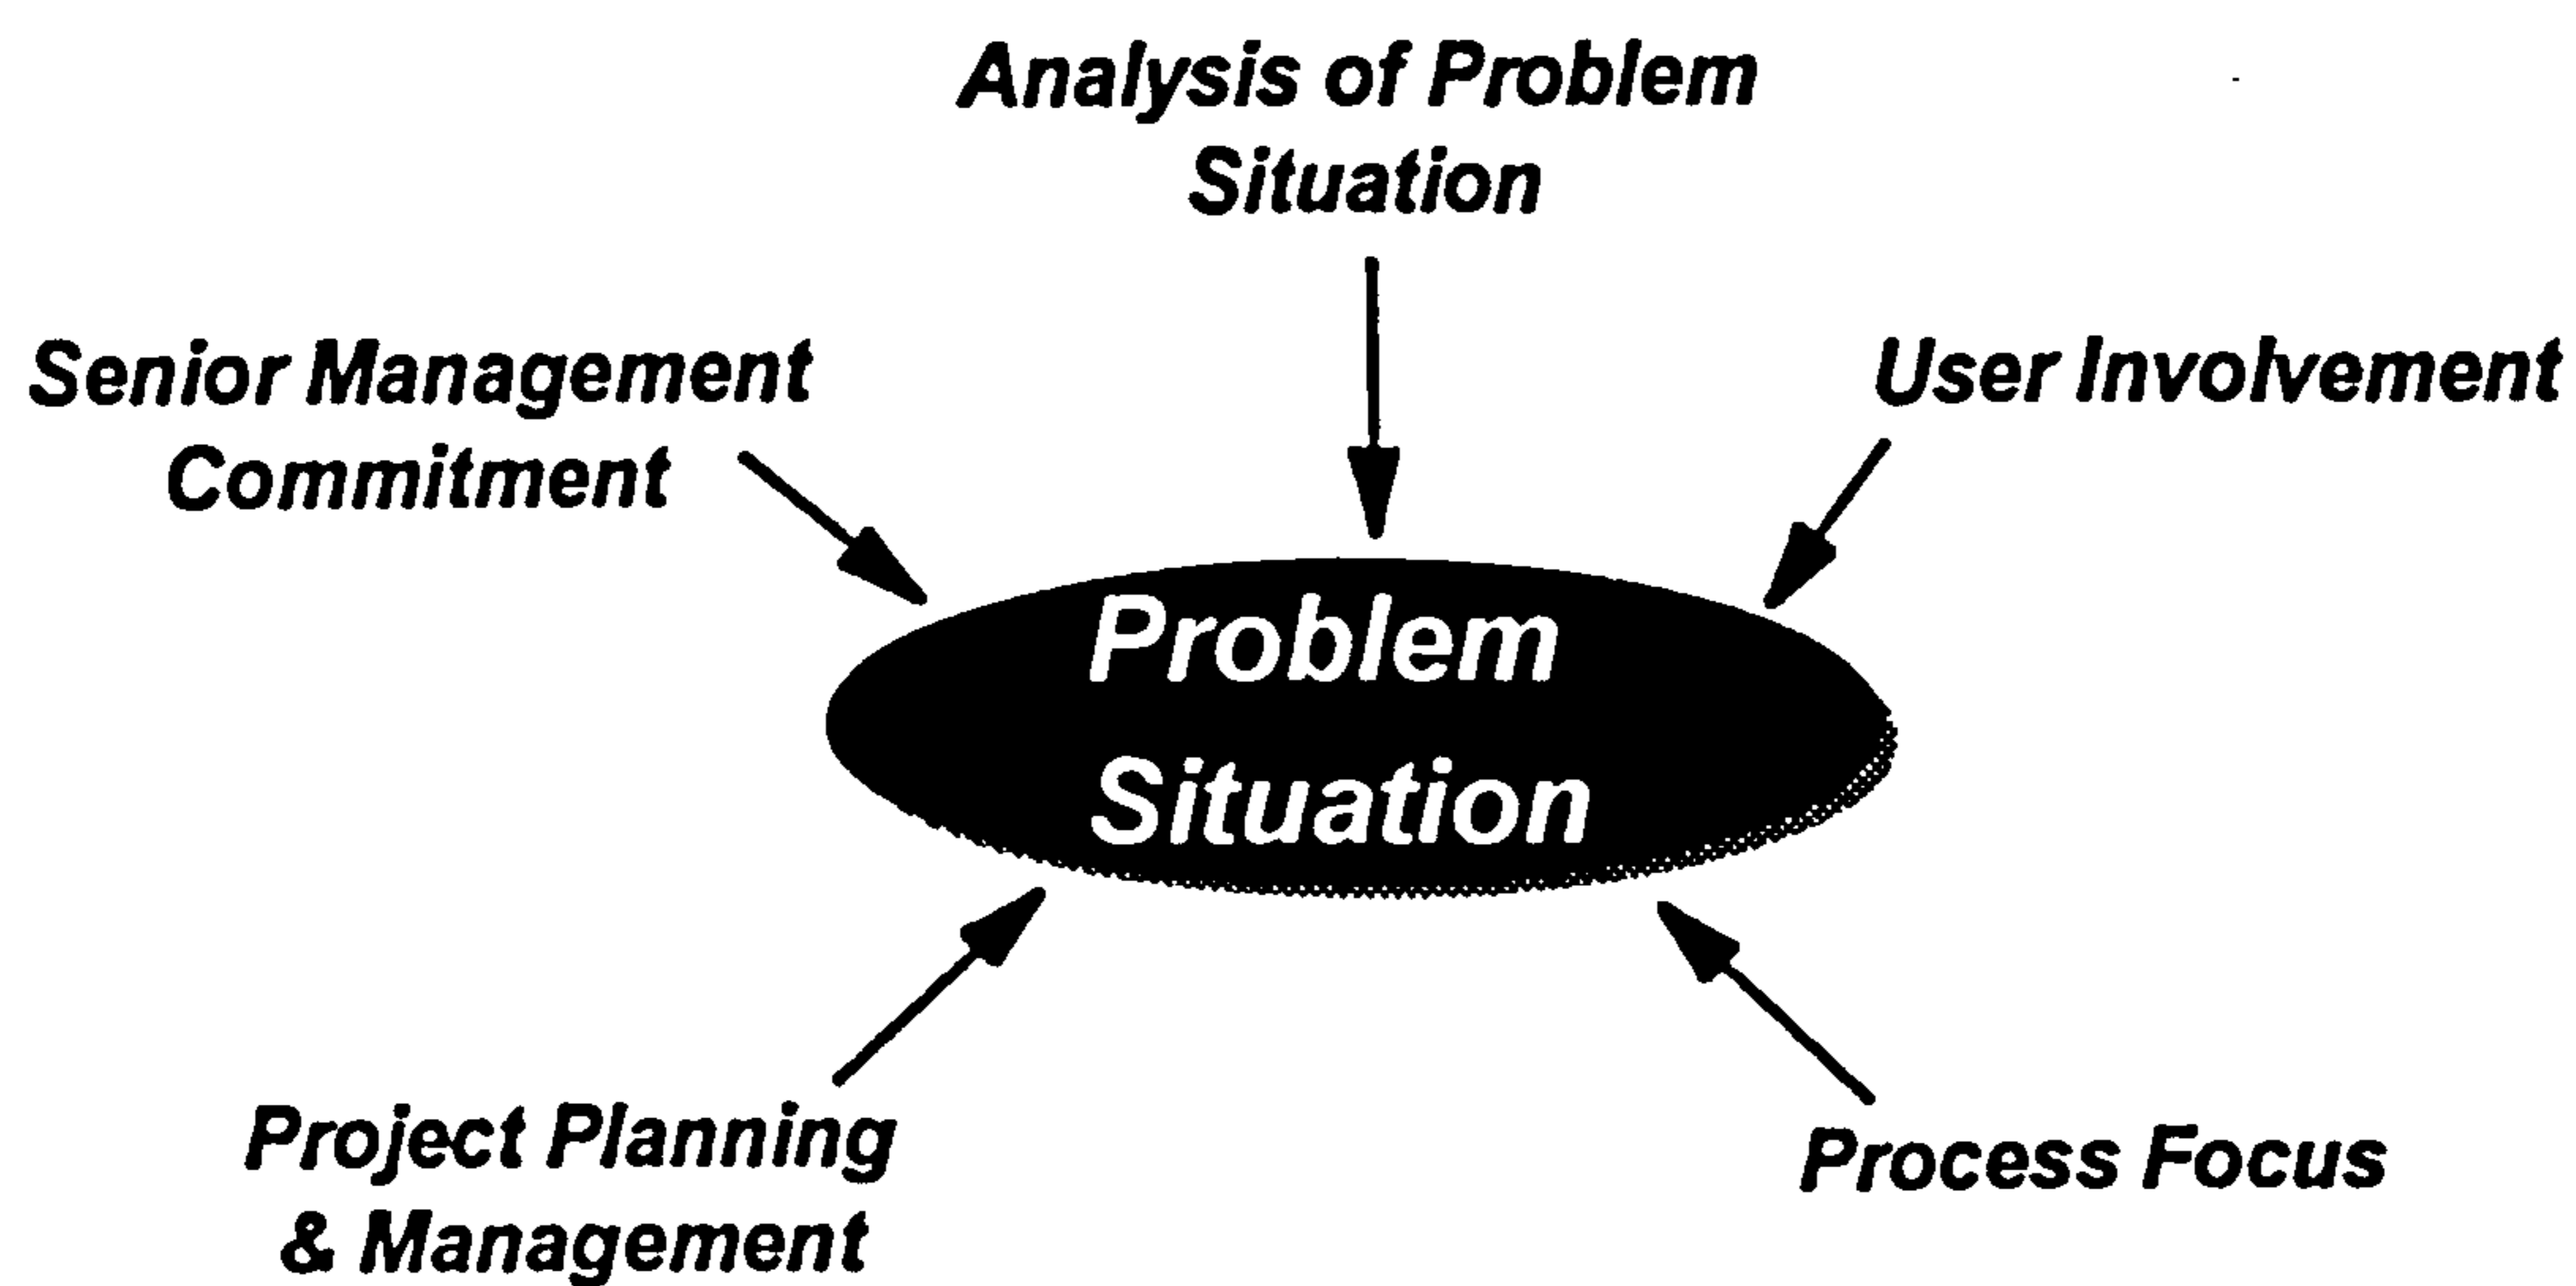 Analysis of Problem
Situation
Senior Management
Commitment
User Involvement
Problem
Situation
Project Planning
& Management
Process Focus